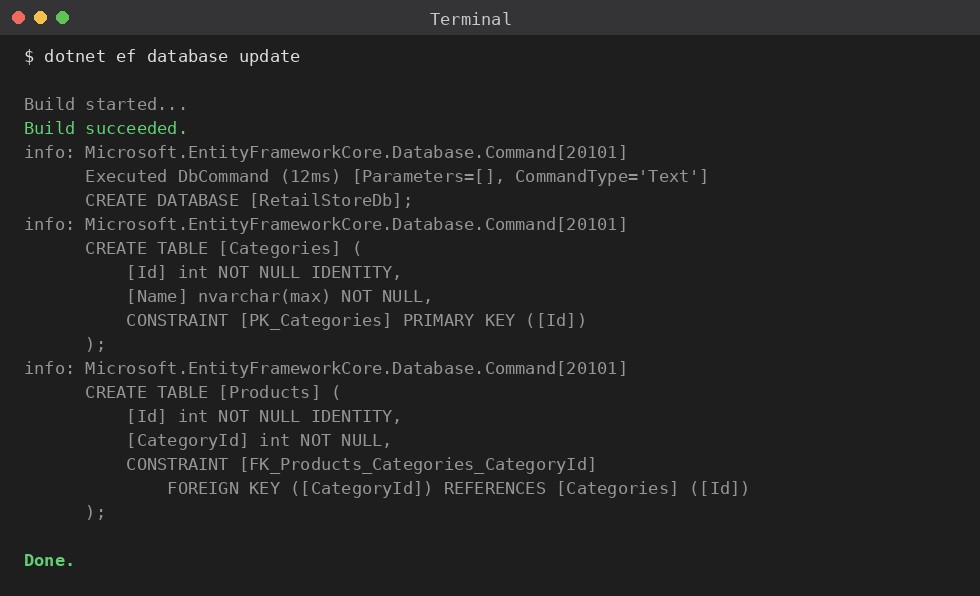 Terminal
$ dotnet ef database update
Build started...
Build succeeded.
info: Microsoft.EntityFrameworkCore.Database.Command[20101]
      Executed DbCommand (12ms) [Parameters=[], CommandType='Text']
      CREATE DATABASE [RetailStoreDb];
info: Microsoft.EntityFrameworkCore.Database.Command[20101]
      CREATE TABLE [Categories] (
          [Id] int NOT NULL IDENTITY,
          [Name] nvarchar(max) NOT NULL,
          CONSTRAINT [PK_Categories] PRIMARY KEY ([Id])
      );
info: Microsoft.EntityFrameworkCore.Database.Command[20101]
      CREATE TABLE [Products] (
          [Id] int NOT NULL IDENTITY,
          [CategoryId] int NOT NULL,
          CONSTRAINT [FK_Products_Categories_CategoryId]
              FOREIGN KEY ([CategoryId]) REFERENCES [Categories] ([Id])
      );
Done.